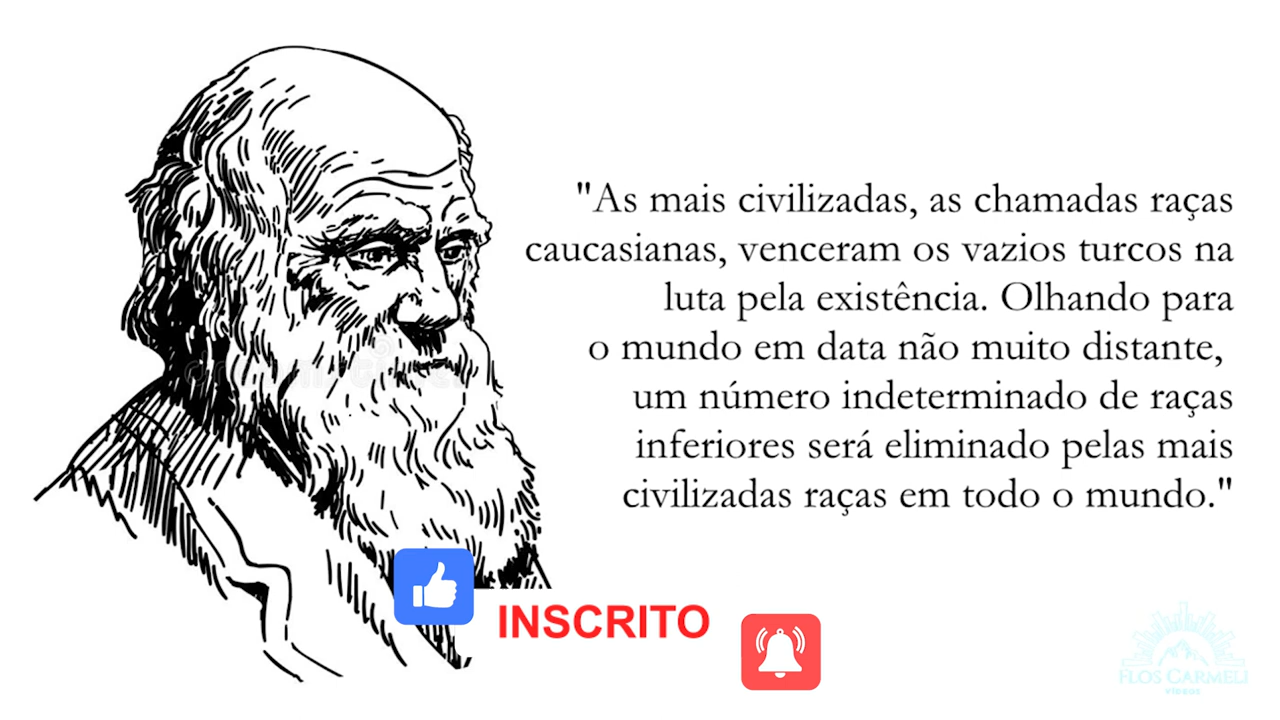 "As mais civilizadas, as chamadas raças
caucasianas, venceram os vazios turcos na
luta pela existência. Olhando para
o mundo em data não muito distante,
um número indeterminado de raças
inferiores será eliminado pelas mais
civilizadas raças em todo o mundo."
INSCRITO
FLOS CARMELI
VÍDEOS